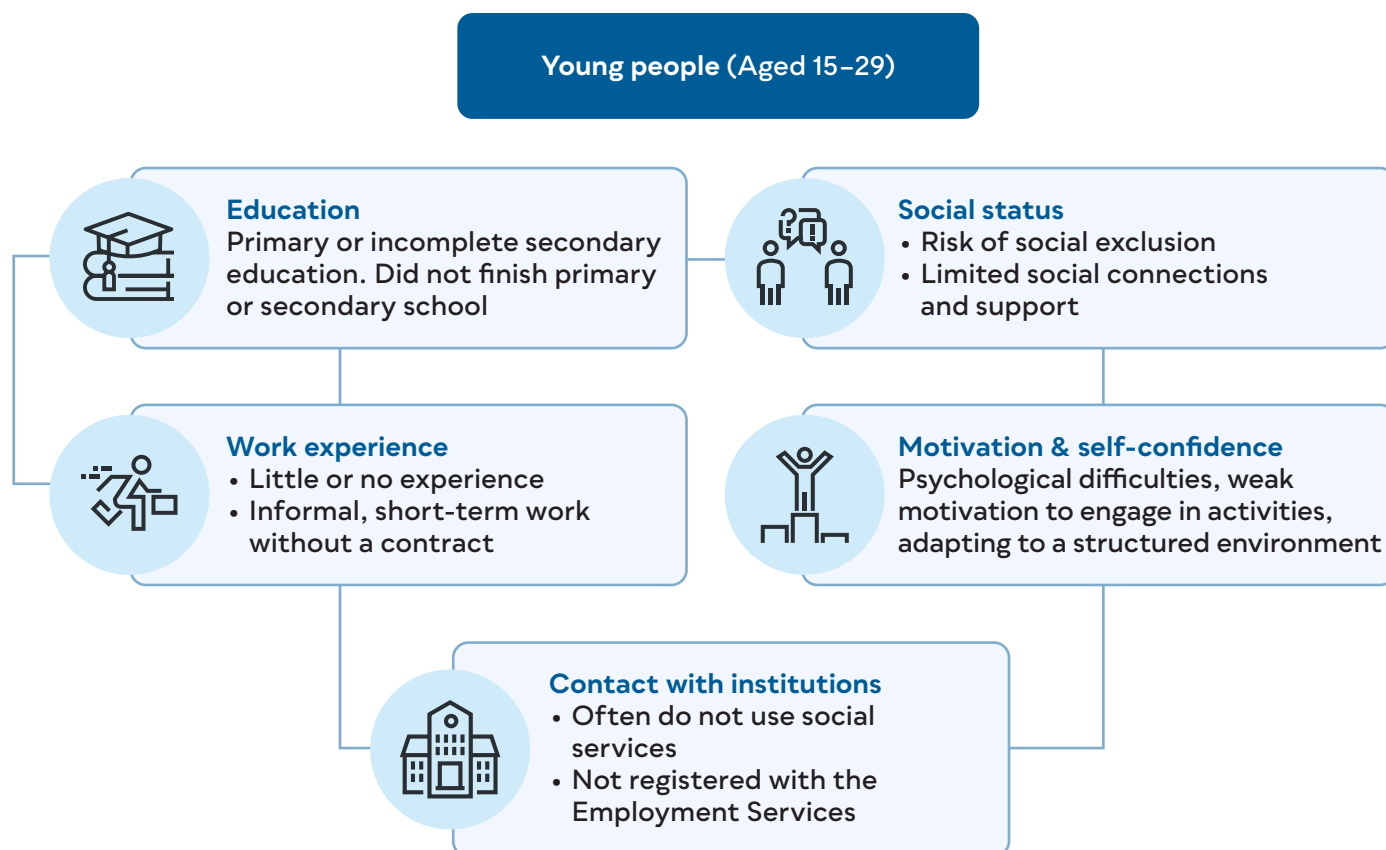 Young people (Aged 15–29)
Education
Primary or incomplete secondary
education. Did not finish primary
or secondary school
Social status
• Risk of social exclusion
• Limited social connections
and support
Work experience
• Little or no experience
• Informal, short-term work
without a contract
Motivation & self-confidence
Psychological difficulties, weak
motivation to engage in activities,
adapting to a structured environment
Contact with institutions
• Often do not use social
services
• Not registered with the
Employment Services